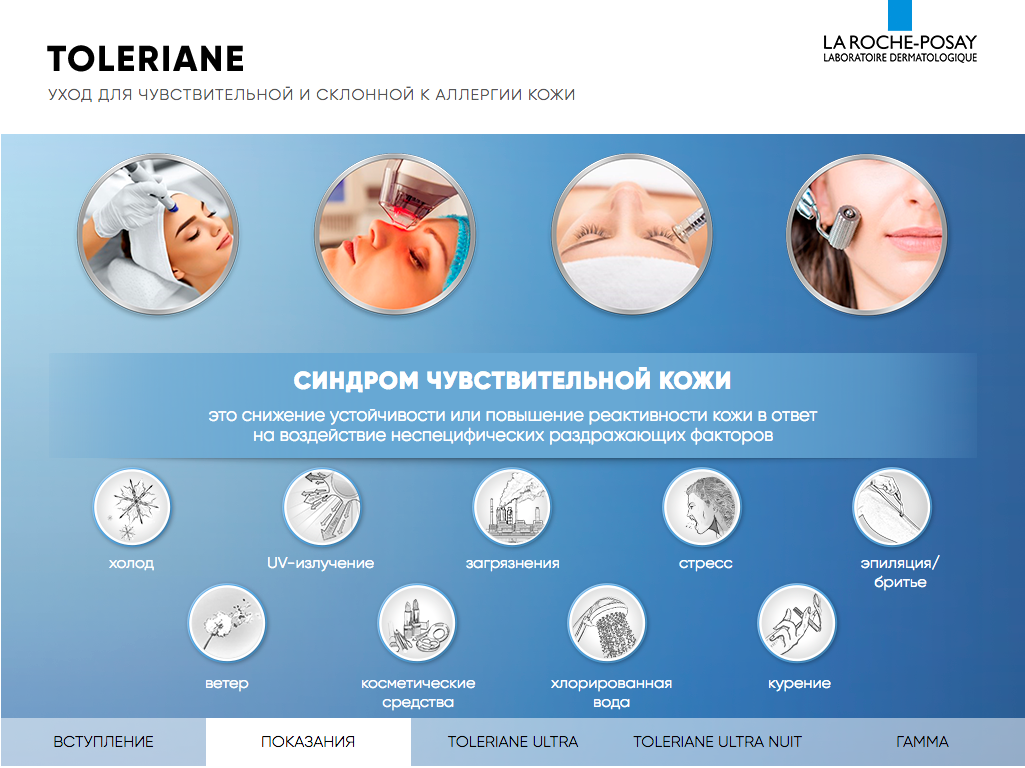 TOLERIANE
УХОД ДЛЯ ЧУВСТВИТЕЛЬНОЙ И СКЛОННОЙ К АЛЛЕРГИИ КОЖИ
LA ROCHE-POSAY
LABORATOIRE DERMATOLOGIQUE
СИНДРОМ ЧУВСТВИТЕЛЬНОЙ КОЖИ
это снижение устойчивости или повышение реактивности кожи в ответ
на воздействие неспецифических раздражающих факторов
холод
UV-излучение
загрязнения
стресс
эпиляция/
бритье
ветер
косметические
средства
хлорированная
вода
курение
ВСТУПЛЕНИЕ
ПОКАЗАНИЯ
TOLERIANE ULTRA
TOLERIANE ULTRA NUIT
ГАММА